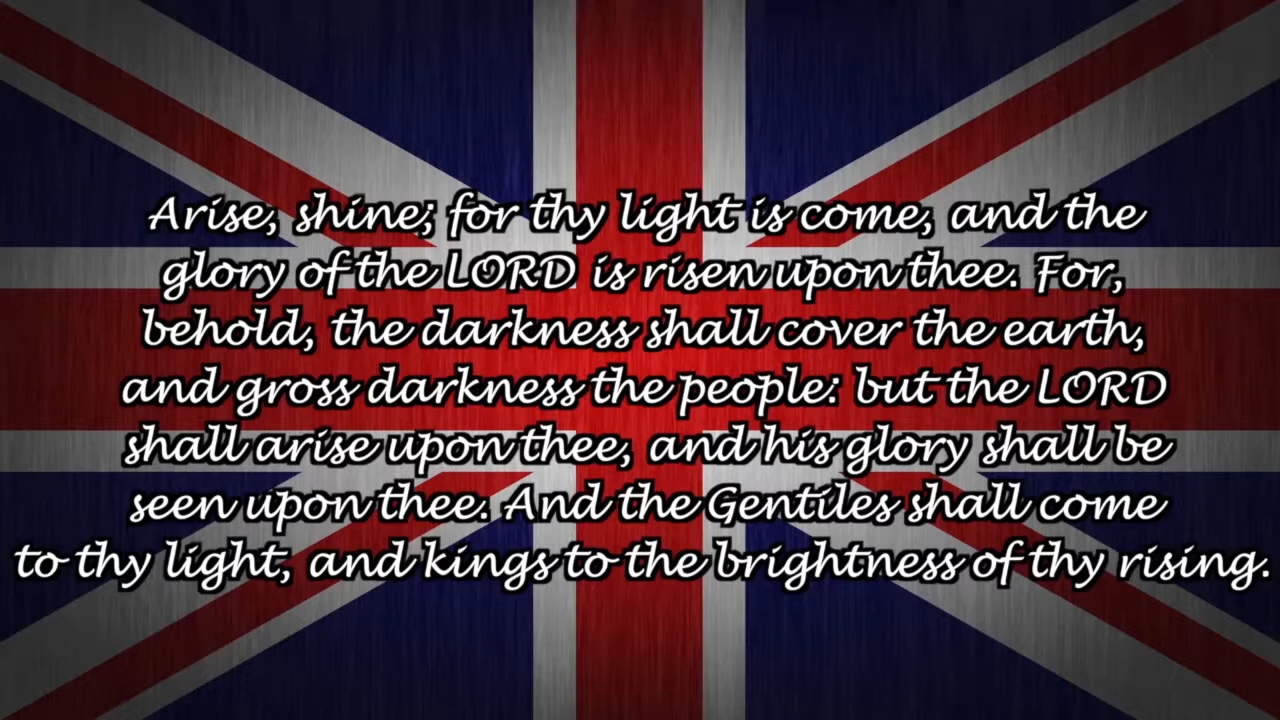 Arise, shine; for thy light is come, and the
glory of the LORD is risen upon thee. For,
behold, the darkness shall cover the earth,
and gross darkness the people: but the LORD
shall arise upon thee, and his glory shall be
seen upon thee. And the Gentiles shall come
to thy light, and kings to the brightness of thy rising.